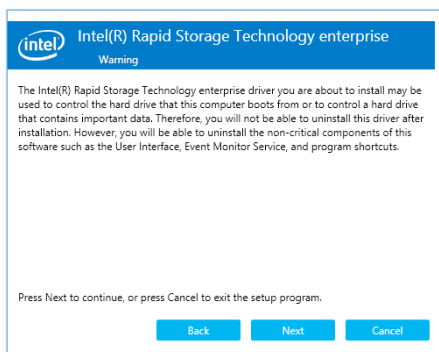 intel
Intel(R) Rapid Storage Technology enterprise
Warning
The Intel(R) Rapid Storage Technology enterprise driver you are about to install may be
used to control the hard drive that this computer boots from or to control a hard drive
that contains important data. Therefore, you will not be able to uninstall this driver after
installation. However, you will be able to uninstall the non-critical components of this
software such as the User Interface, Event Monitor Service, and program shortcuts.
Press Next to continue, or press Cancel to exit the setup program.
Back Next Cancel